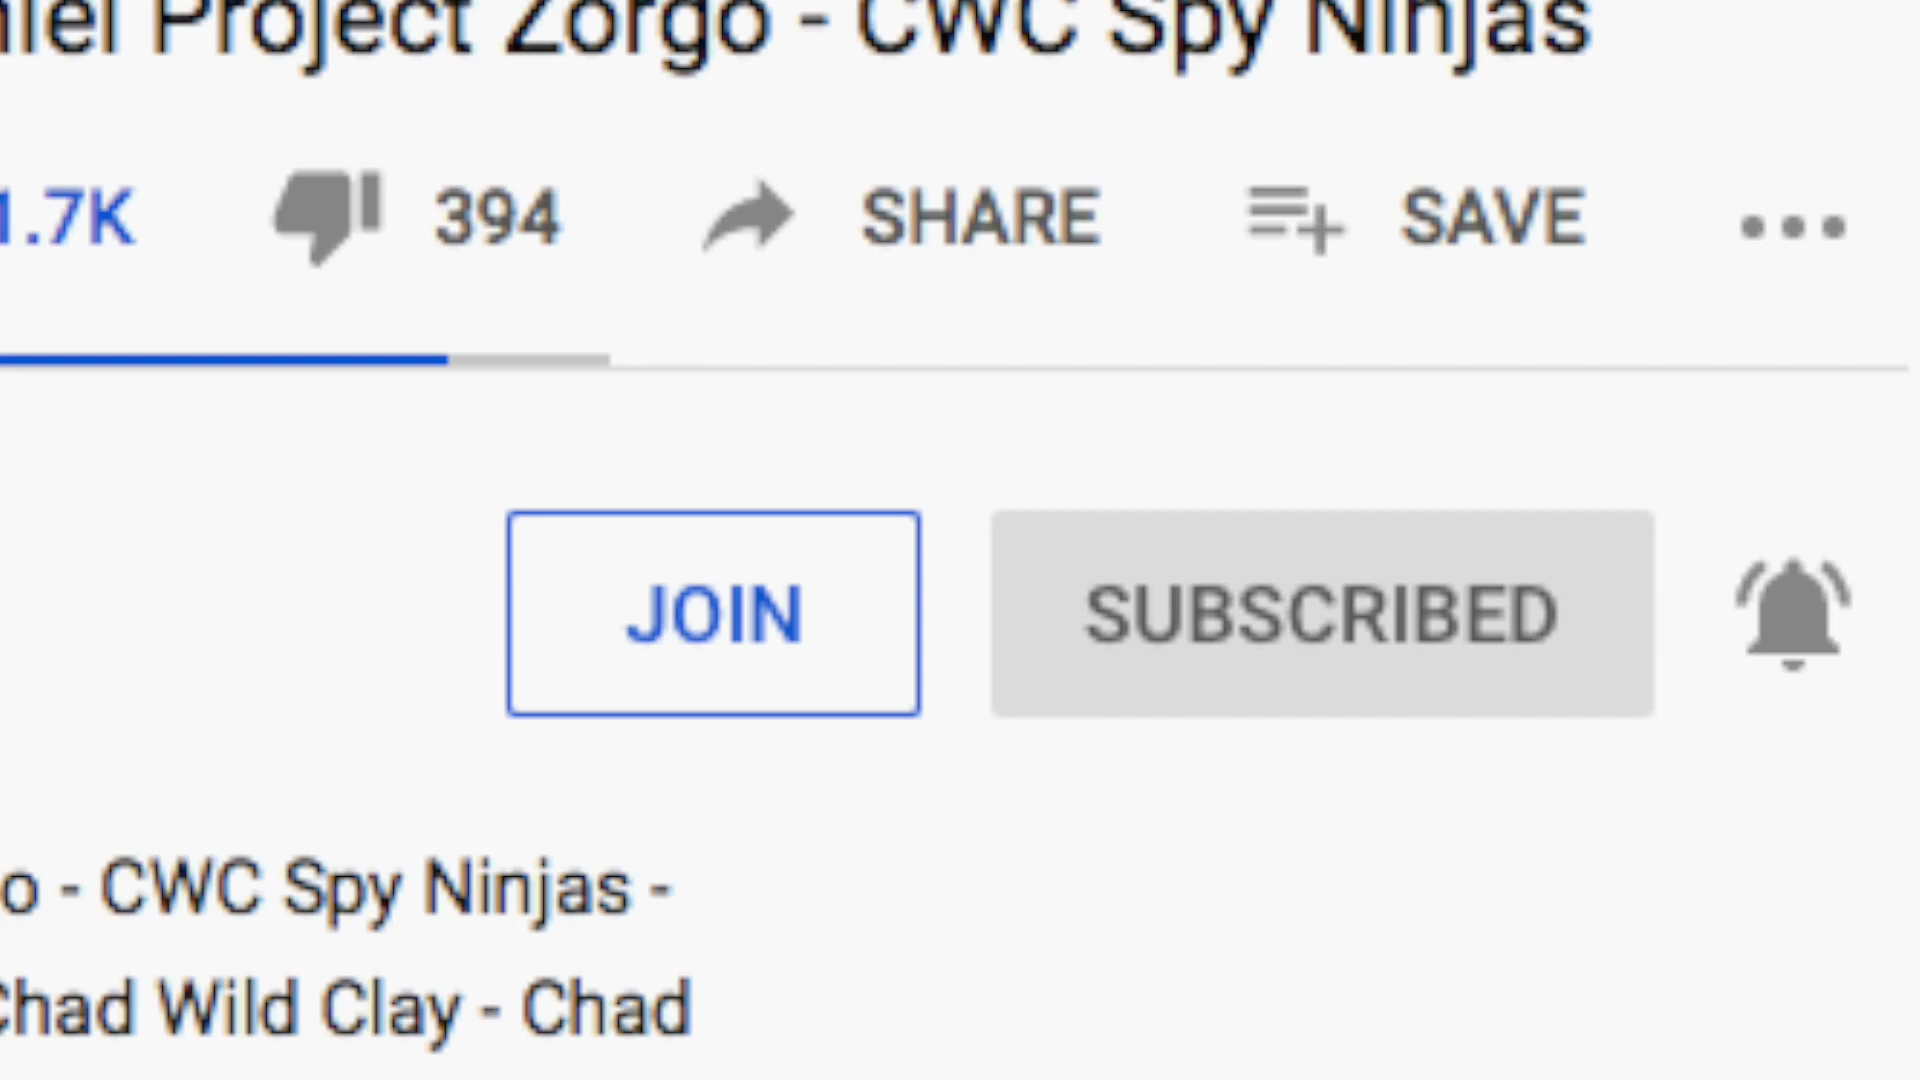 niel Project Zorgo - CWC Spy Ninjas
1.7K 394 SHARE SAVE
JOIN SUBSCRIBED
o - CWC Spy Ninjas -
Chad Wild Clay - Chad